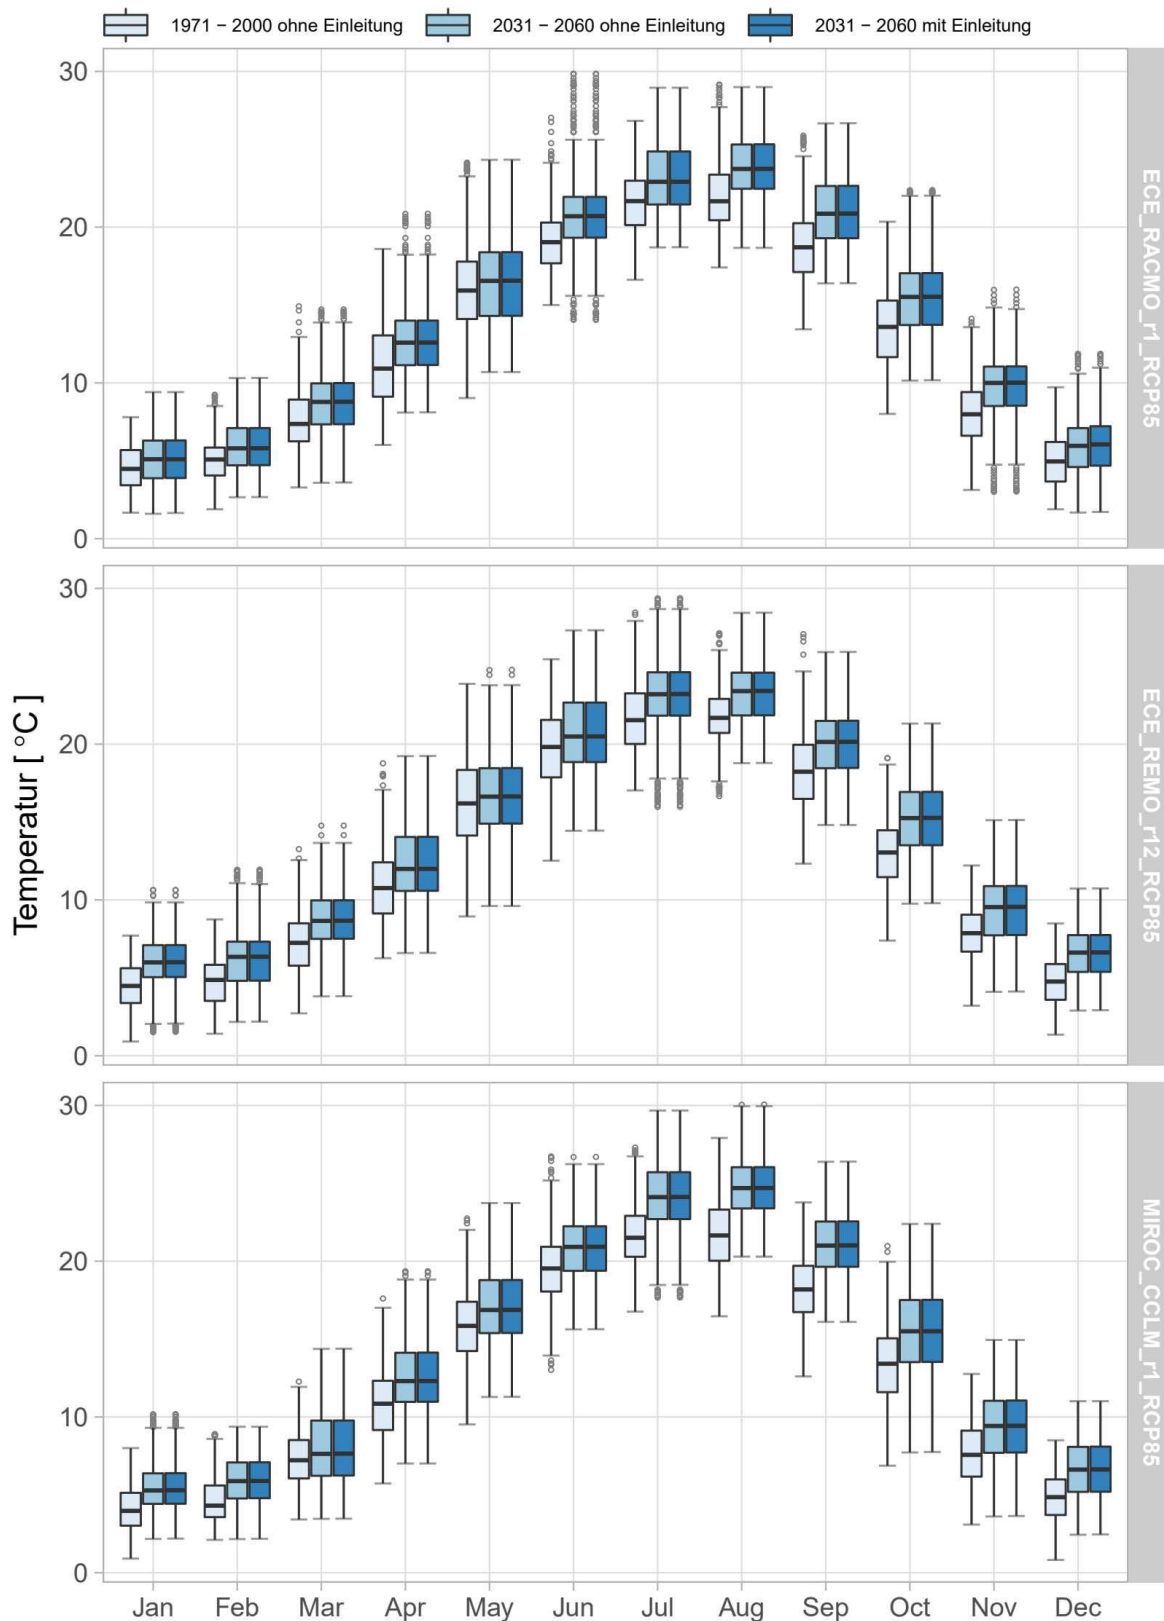 1971 − 2000 ohne Einleitung 2031 − 2060 ohne Einleitung 2031 − 2060 mit Einleitung
30
20
10
0
ECE_RACMO_r1_RCP85
30
20
10
0
ECE_REMO_r12_RCP85
Temperatur [ °C ]
30
20
10
0
MIROC_CCLM_r1_RCP85
Jan Feb Mar Apr May Jun Jul Aug Sep Oct Nov Dec